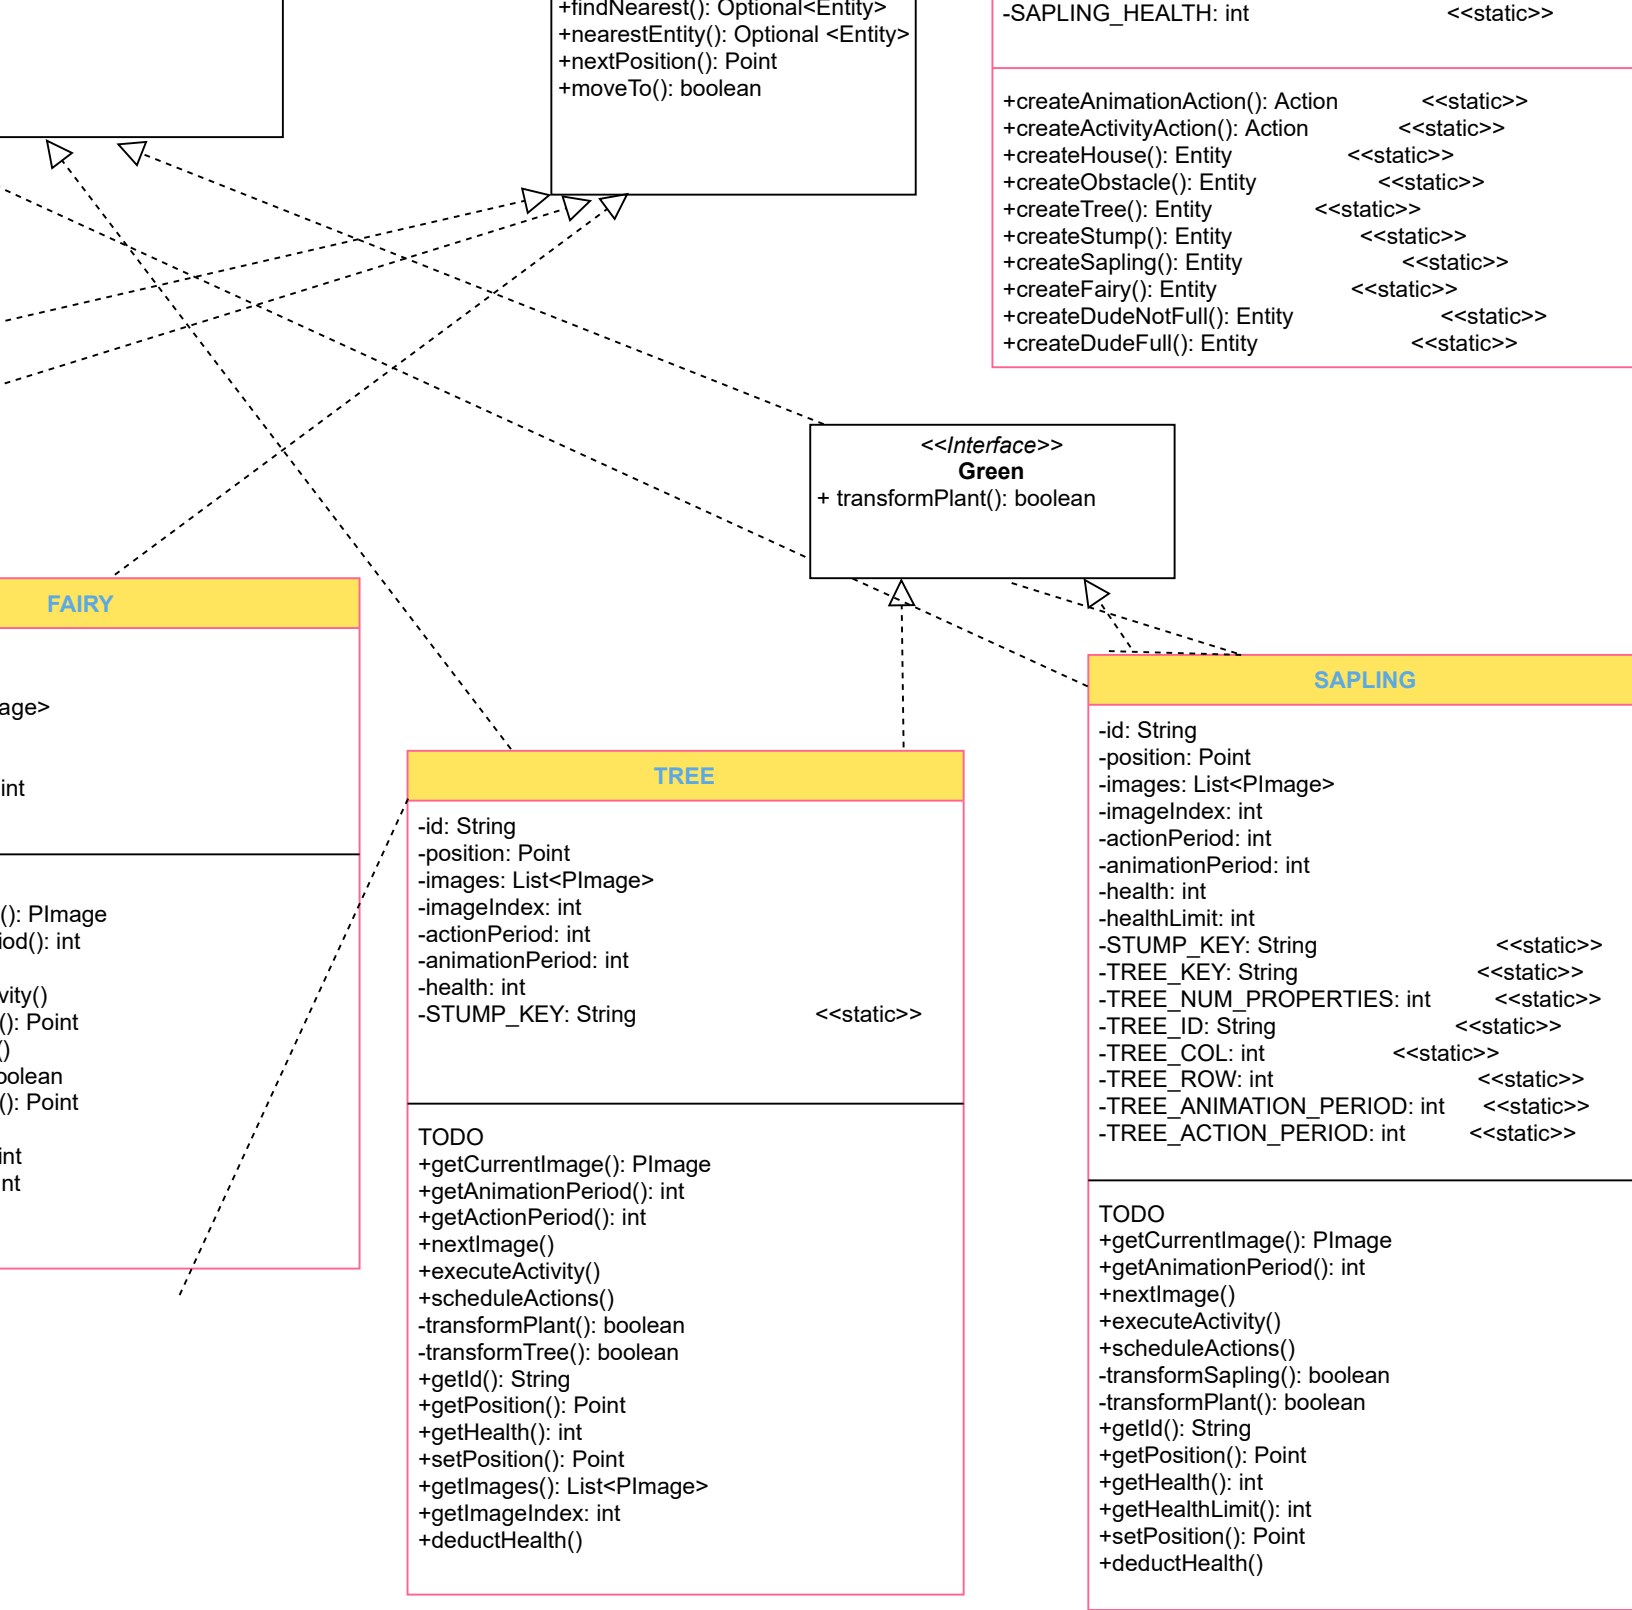 +findNearest(): Optional<Entity>
+nearestEntity(): Optional <Entity>
+nextPosition(): Point
+moveTo(): boolean
-SAPLING_HEALTH: int <<static>>
+createAnimationAction(): Action <<static>>
+createActivityAction(): Action <<static>>
+createHouse(): Entity <<static>>
+createObstacle(): Entity <<static>>
+createTree(): Entity <<static>>
+createStump(): Entity <<static>>
+createSapling(): Entity <<static>>
+createFairy(): Entity <<static>>
+createDudeNotFull(): Entity <<static>>
+createDudeFull(): Entity <<static>>
<<Interface>>
Green
+ transformPlant(): boolean
FAIRY
age>
int
(): PImage
iod(): int
vity()
(): Point
()
oolean
(): Point
int
nt
TREE
-id: String
-position: Point
-images: List<PImage>
-imageIndex: int
-actionPeriod: int
-animationPeriod: int
-health: int
-STUMP_KEY: String <<static>>
TODO
+getCurrentImage(): PImage
+getAnimationPeriod(): int
+getActionPeriod(): int
+nextImage()
+executeActivity()
+scheduleActions()
-transformPlant(): boolean
-transformTree(): boolean
+getId(): String
+getPosition(): Point
+getHealth(): int
+setPosition(): Point
+getImages(): List<PImage>
+getImageIndex: int
+deductHealth()
SAPLING
-id: String
-position: Point
-images: List<PImage>
-imageIndex: int
-actionPeriod: int
-animationPeriod: int
-health: int
-healthLimit: int
-STUMP_KEY: String <<static>>
-TREE_KEY: String <<static>>
-TREE_NUM_PROPERTIES: int <<static>>
-TREE_ID: String <<static>>
-TREE_COL: int <<static>>
-TREE_ROW: int <<static>>
-TREE_ANIMATION_PERIOD: int <<static>>
-TREE_ACTION_PERIOD: int <<static>>
TODO
+getCurrentImage(): PImage
+getAnimationPeriod(): int
+nextImage()
+executeActivity()
+scheduleActions()
-transformSapling(): boolean
-transformPlant(): boolean
+getId(): String
+getPosition(): Point
+getHealth(): int
+getHealthLimit(): int
+setPosition(): Point
+deductHealth()